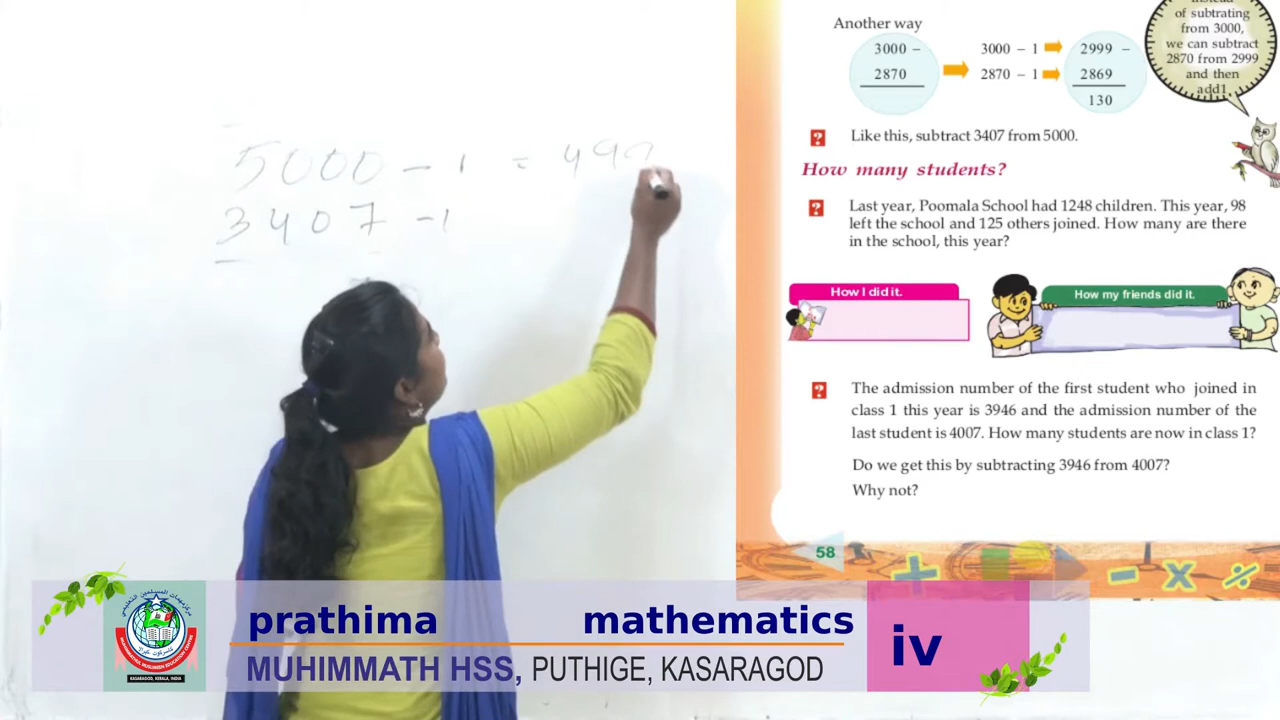 5000 - 1 = 499
3407 - 1
Another way
3000 – 3000 – 1 2999 –
2870 2870 – 1 2869
130
of subtrating
from 3000,
we can subtract
2870 from 2999
and then
add1.
? Like this, subtract 3407 from 5000.
How many students?
? Last year, Poomala School had 1248 children. This year, 98
left the school and 125 others joined. How many are there
in the school, this year?
How I did it.
How my friends did it.
? The admission number of the first student who joined in
class 1 this year is 3946 and the admission number of the
last student is 4007. How many students are now in class 1?
Do we get this by subtracting 3946 from 4007?
Why not?
58
+ - x ÷
prathima mathematics
iv
MUHIMMATH HSS, PUTHIGE, KASARAGOD
KASARAGOD, KERALA, INDIA